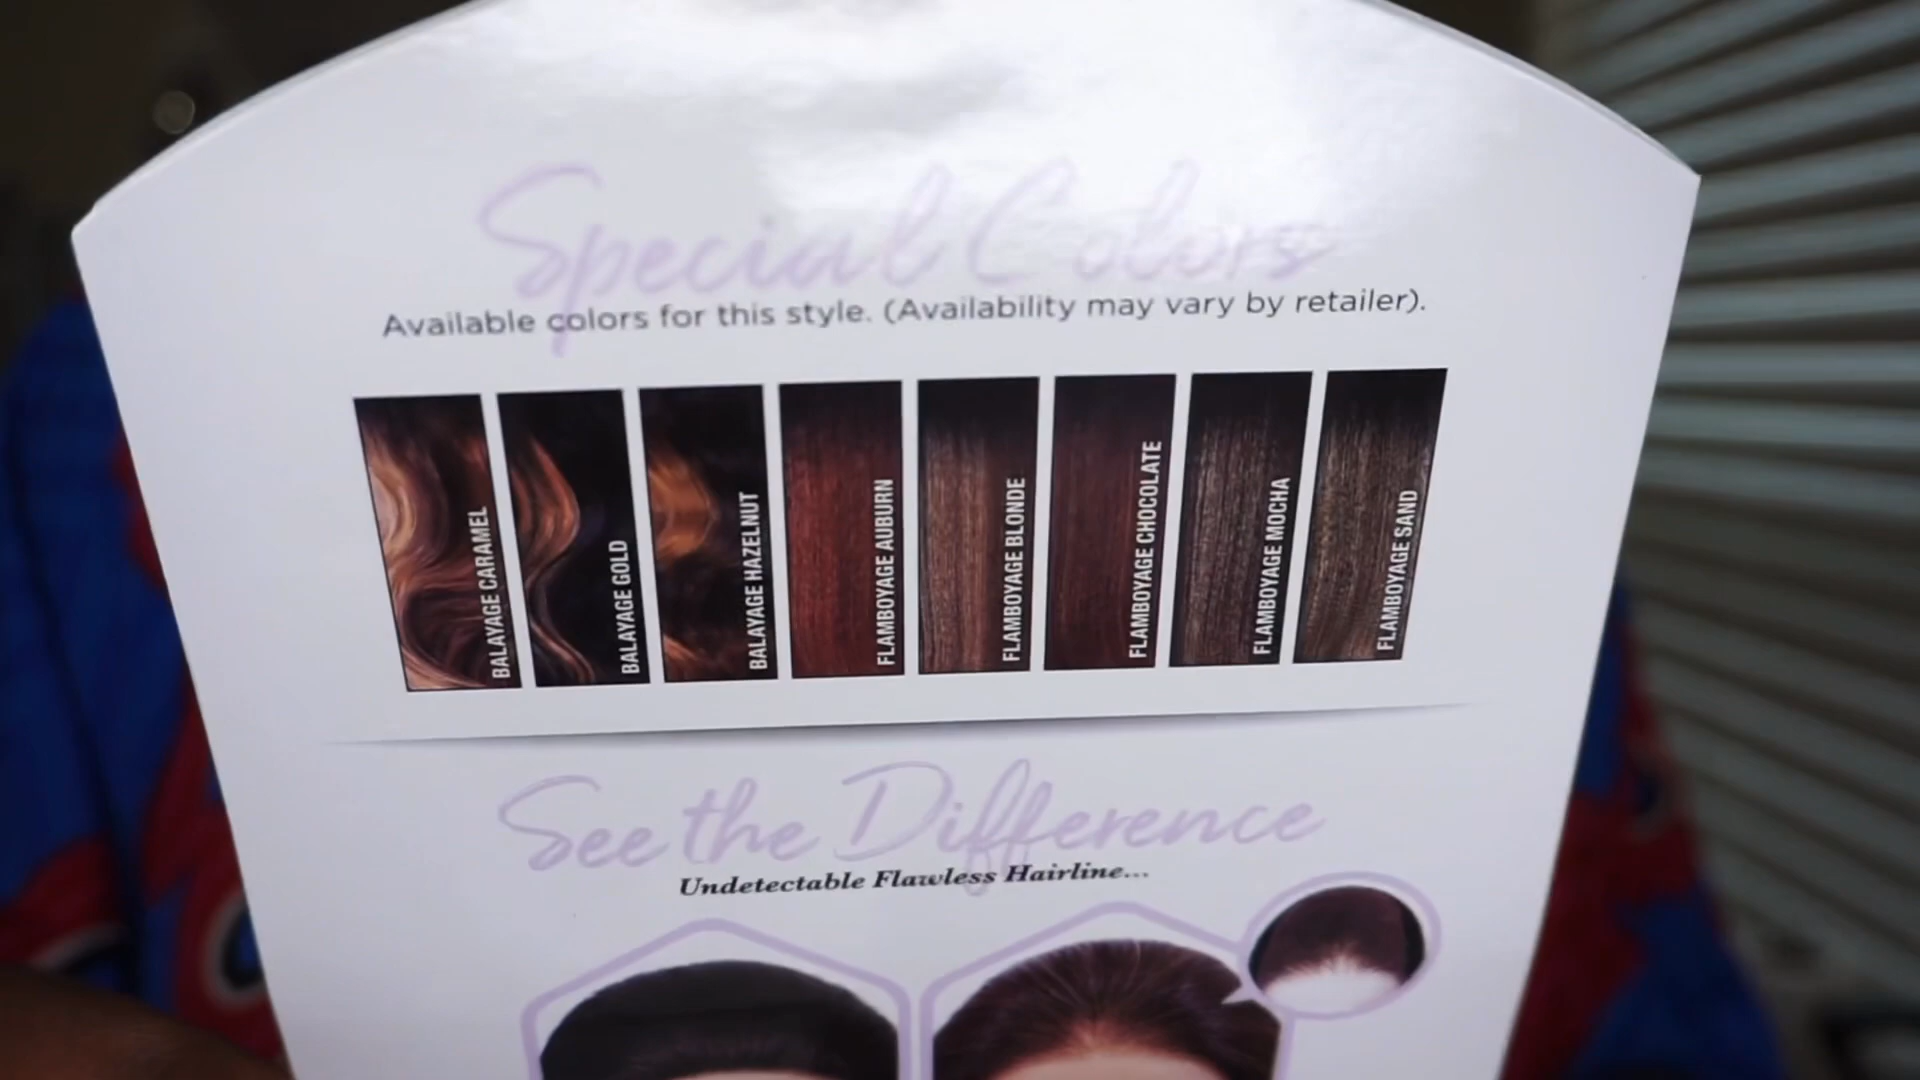 Special Colors
Available colors for this style. (Availability may vary by retailer).
BALAYAGE CARAMEL
BALAYAGE GOLD
BALAYAGE HAZELNUT
FLAMBOYAGE AUBURN
FLAMBOYAGE BLONDE
FLAMBOYAGE CHOCOLATE
FLAMBOYAGE MOCHA
FLAMBOYAGE SAND
See the Difference
Undetectable Flawless Hairline...